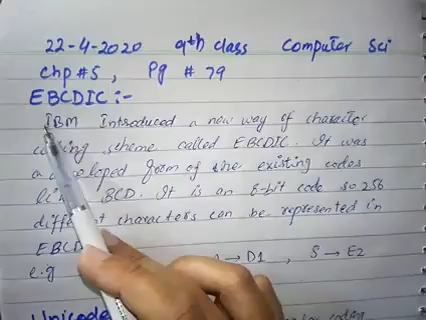 22-4-2020 9th class Computer Sci
Chp #5, Pg # 79
EBCDIC:-
IBM Introduced a new way of character
scheme called EBCDIC. It was
a developed form of the existing codes
BCD. It is an 8-bit code so 256
different characters can be represented in
EBCD
e.g → D1, S → E2
Unicode